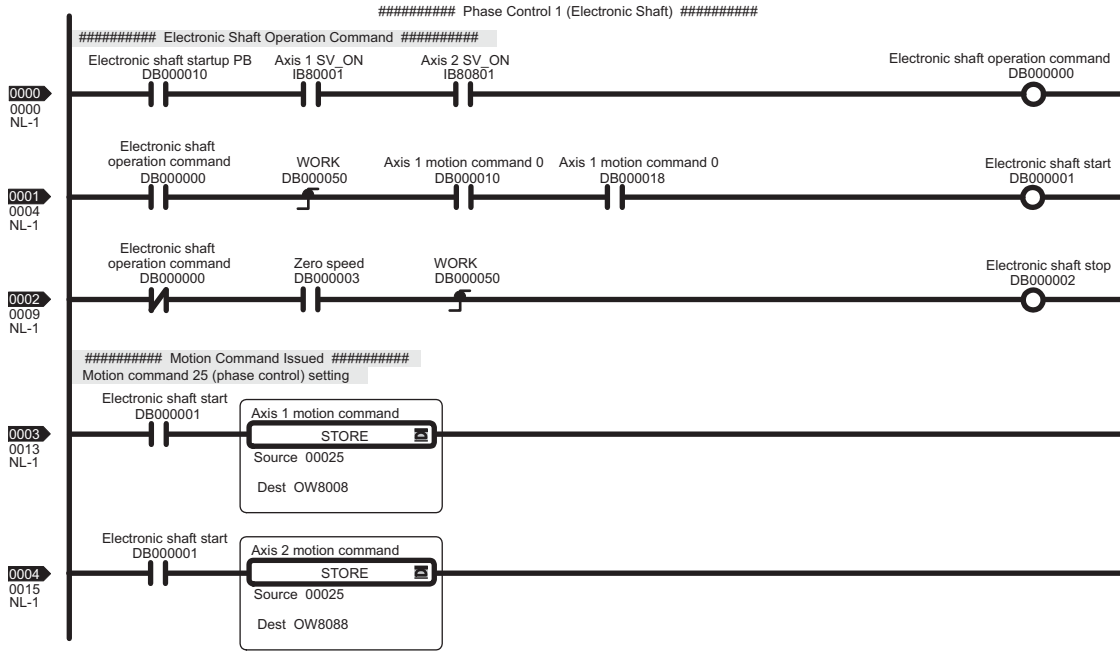 ########## Phase Control 1 (Electronic Shaft) ##########
########## Electronic Shaft Operation Command ##########
Electronic shaft startup PB Axis 1 SV_ON Axis 2 SV_ON Electronic shaft operation command
DB000010 IB80001 IB80801 DB000000
0000
0000
NL-1
Electronic shaft
operation command WORK Axis 1 motion command 0 Axis 1 motion command 0 Electronic shaft start
DB000000 DB000050 DB000010 DB000018 DB000001
0001
0004
NL-1
Electronic shaft
operation command Zero speed WORK Electronic shaft stop
DB000000 DB000003 DB000050 DB000002
0002
0009
NL-1
########## Motion Command Issued ##########
Motion command 25 (phase control) setting
Electronic shaft start
DB000001 Axis 1 motion command
0003 STORE
0013
NL-1
Source 00025
Dest OW8008
Electronic shaft start
DB000001 Axis 2 motion command
0004 STORE
0015
NL-1
Source 00025
Dest OW8088